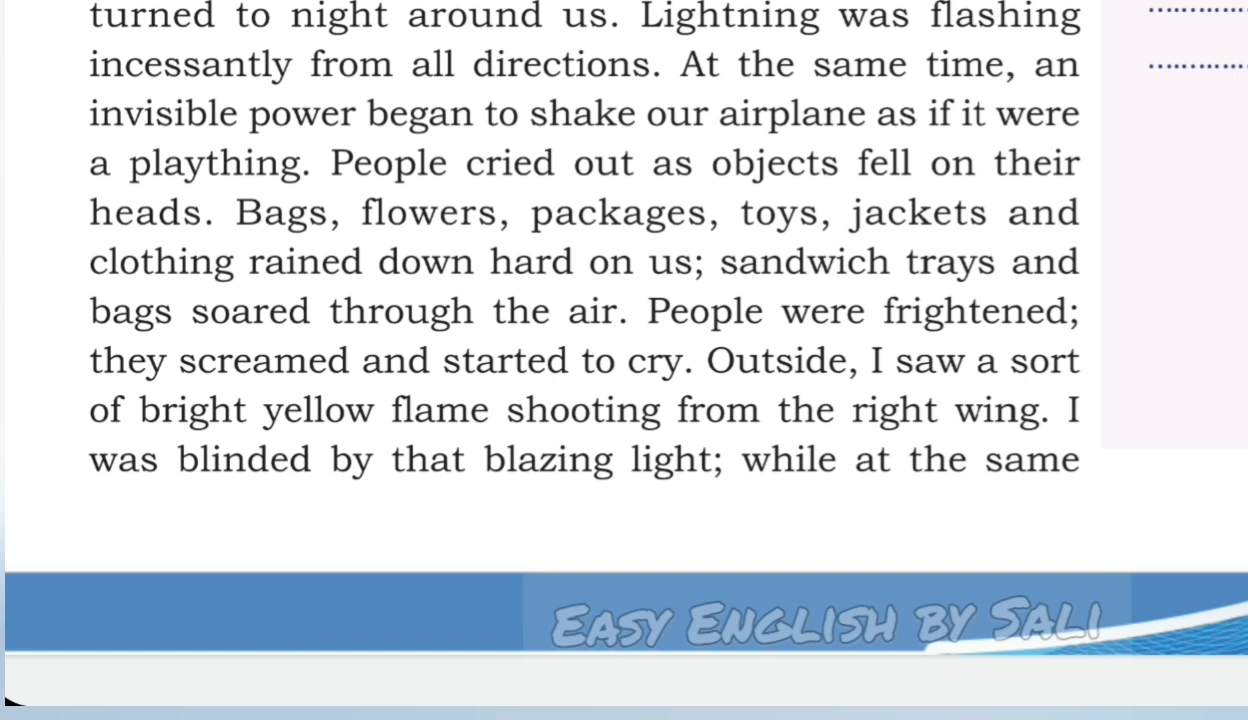 turned to night around us. Lightning was flashing
incessantly from all directions. At the same time, an
invisible power began to shake our airplane as if it were
a plaything. People cried out as objects fell on their
heads. Bags, flowers, packages, toys, jackets and
clothing rained down hard on us; sandwich trays and
bags soared through the air. People were frightened;
they screamed and started to cry. Outside, I saw a sort
of bright yellow flame shooting from the right wing. I
was blinded by that blazing light; while at the same
EASY ENGLISH BY SALI